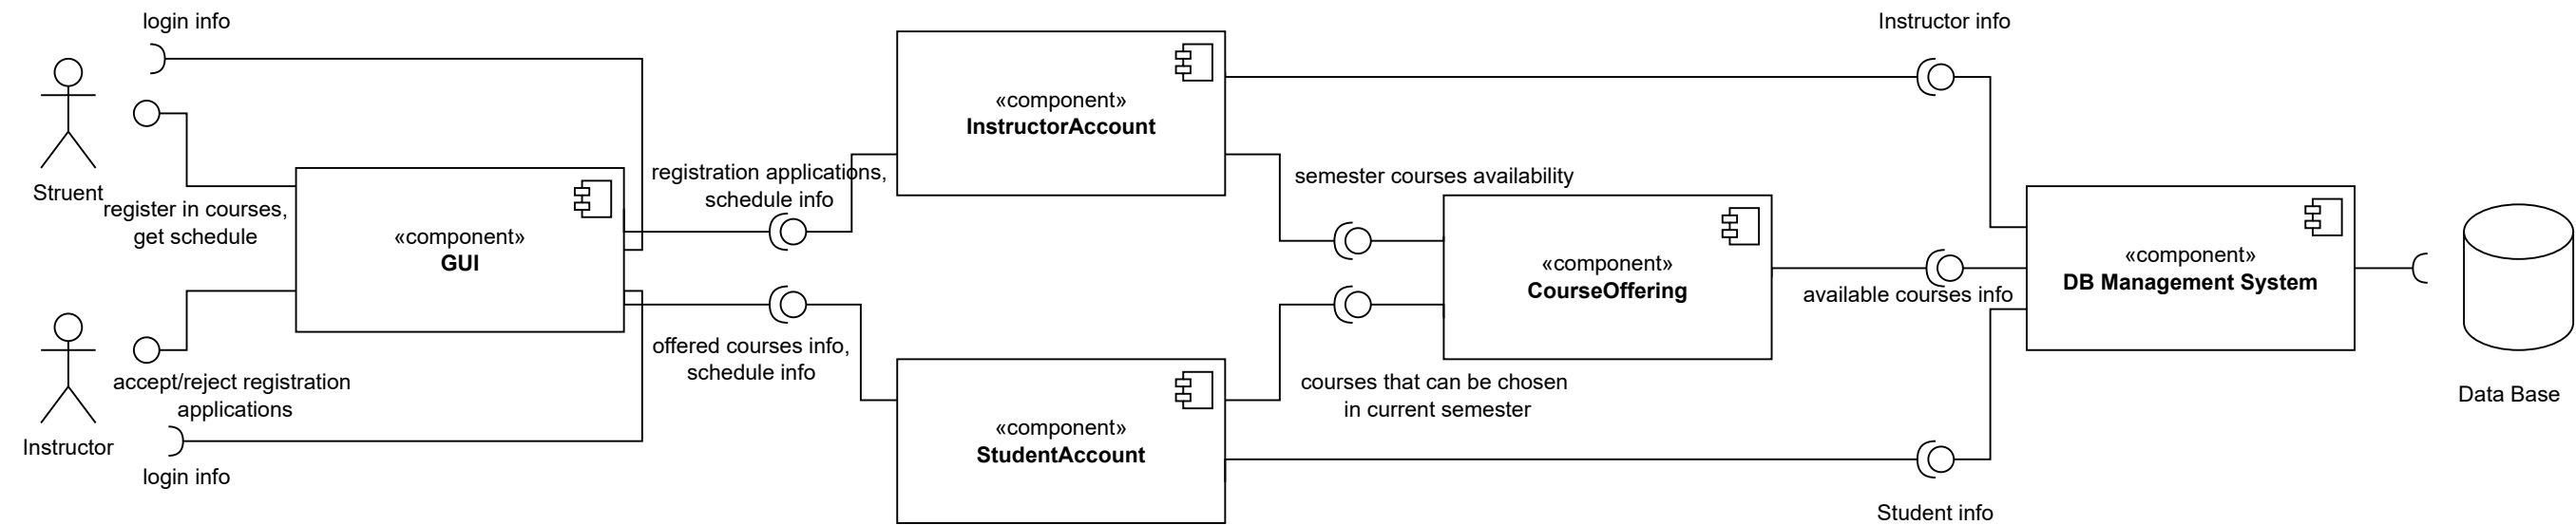 login info
Struent
register in courses,
get schedule
«component»
GUI
accept/reject registration
applications
Instructor
login info
registration applications,
schedule info
offered courses info,
schedule info
«component»
InstructorAccount
«component»
StudentAccount
semester courses availability
courses that can be chosen
in current semester
«component»
CourseOffering
Instructor info
available courses info
Student info
«component»
DB Management System
Data Base